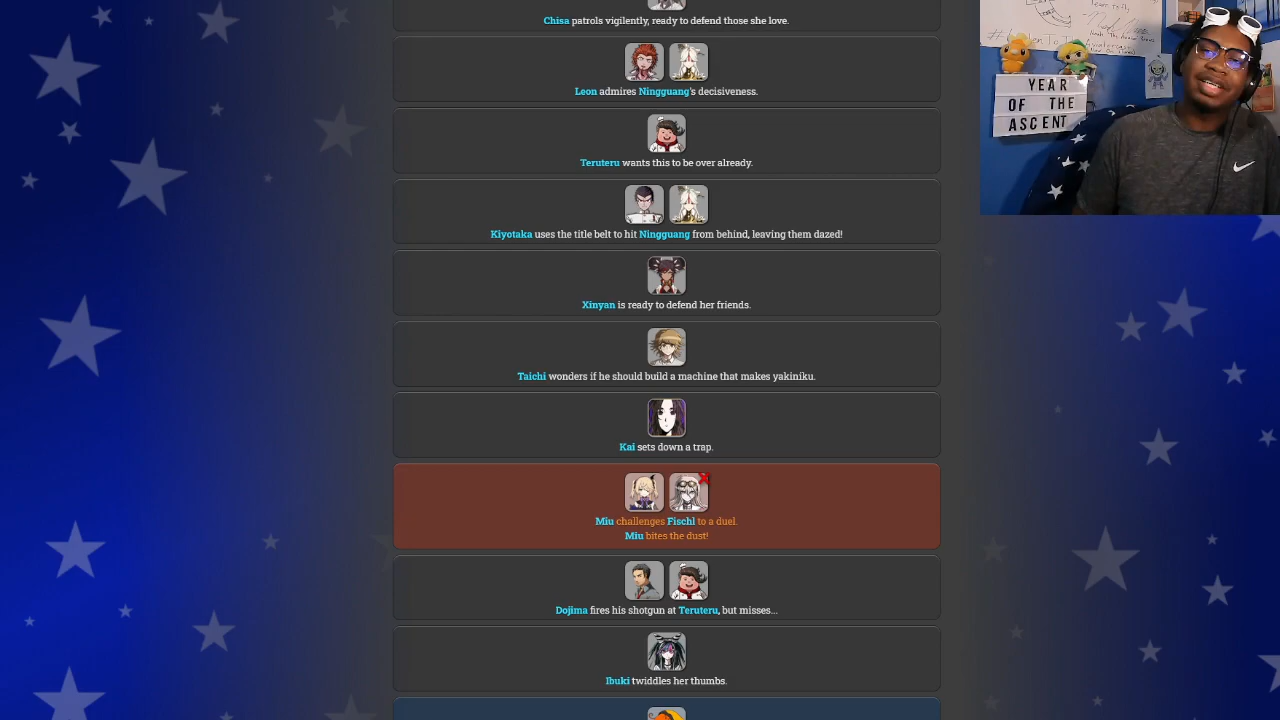 Chisa patrols vigilently, ready to defend those she love.
Leon admires Ningguang's decisiveness.
Teruteru wants this to be over already.
Kiyotaka uses the title belt to hit Ningguang from behind, leaving them dazed!
Xinyan is ready to defend her friends.
Taichi wonders if he should build a machine that makes yakiniku.
Kai sets down a trap.
Miu challenges Fischl to a duel.
Miu bites the dust!
Dojima fires his shotgun at Teruteru, but misses...
Ibuki twiddles her thumbs.
YEAR
OF THE
ASCENT